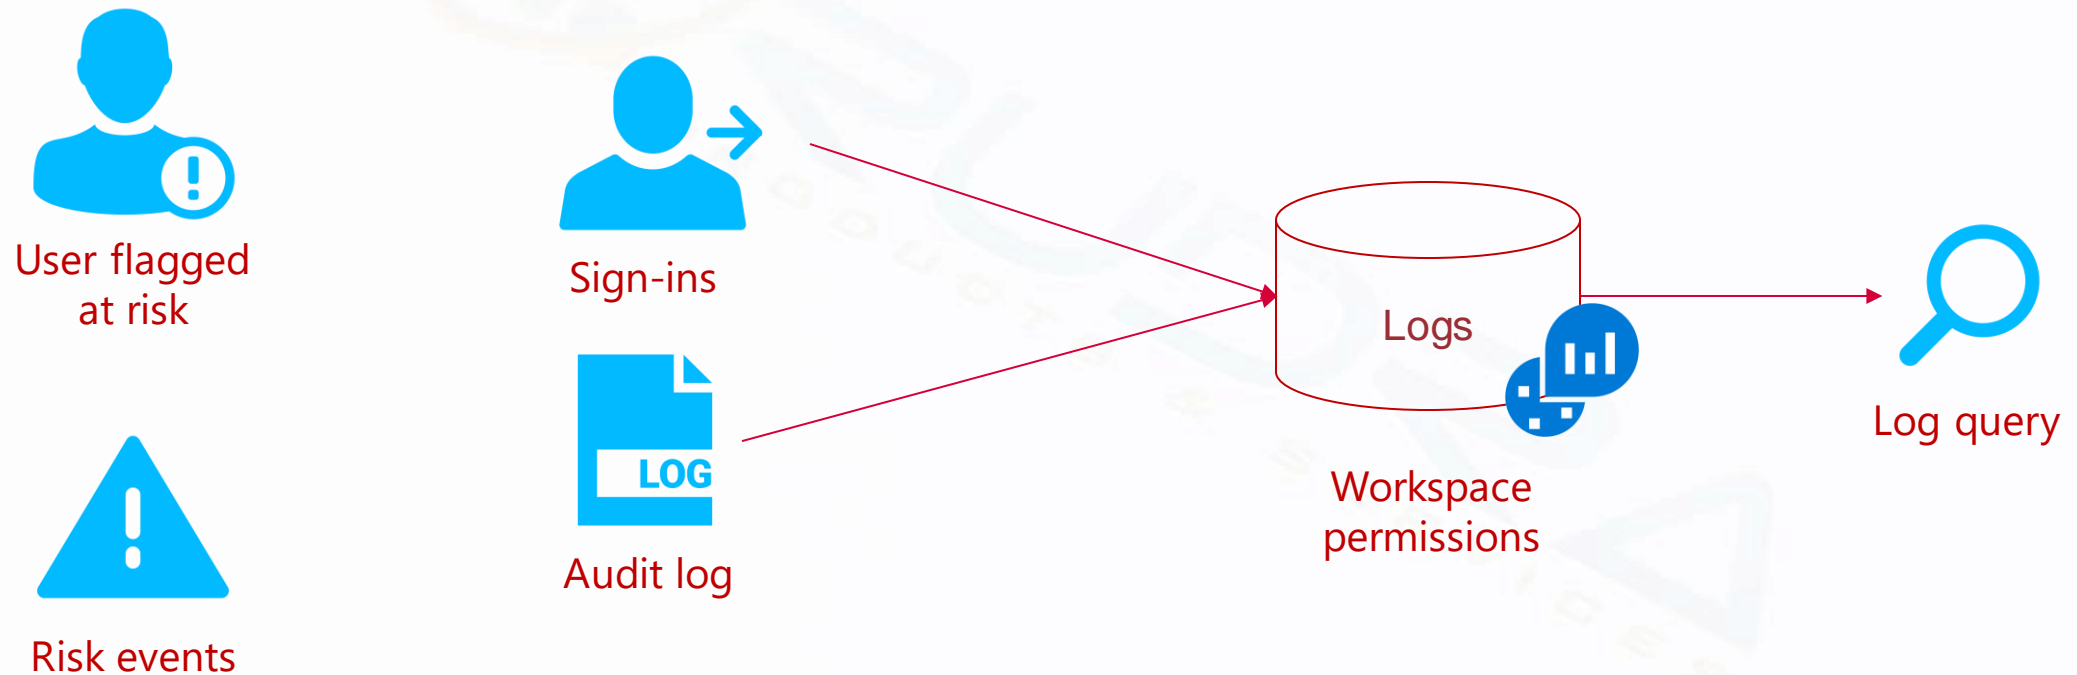 User flagged
at risk
Risk events
Sign-ins
LOG
Audit log
Logs
Workspace
permissions
Log query